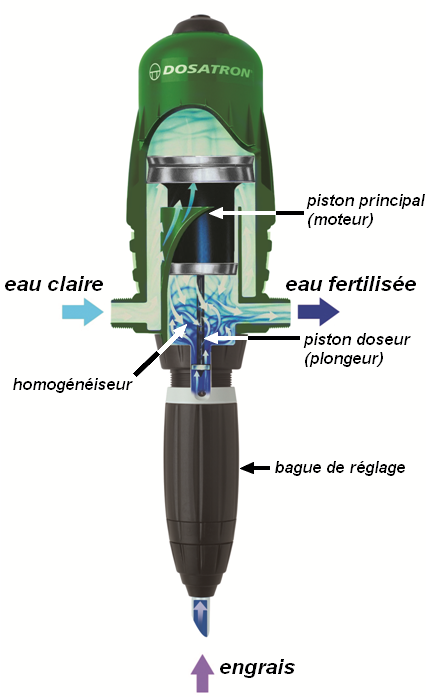 DOSATRON
piston principal
(moteur)
eau claire
eau fertilisée
piston doseur
(plongeur)
homogénéiseur
bague de réglage
engrais